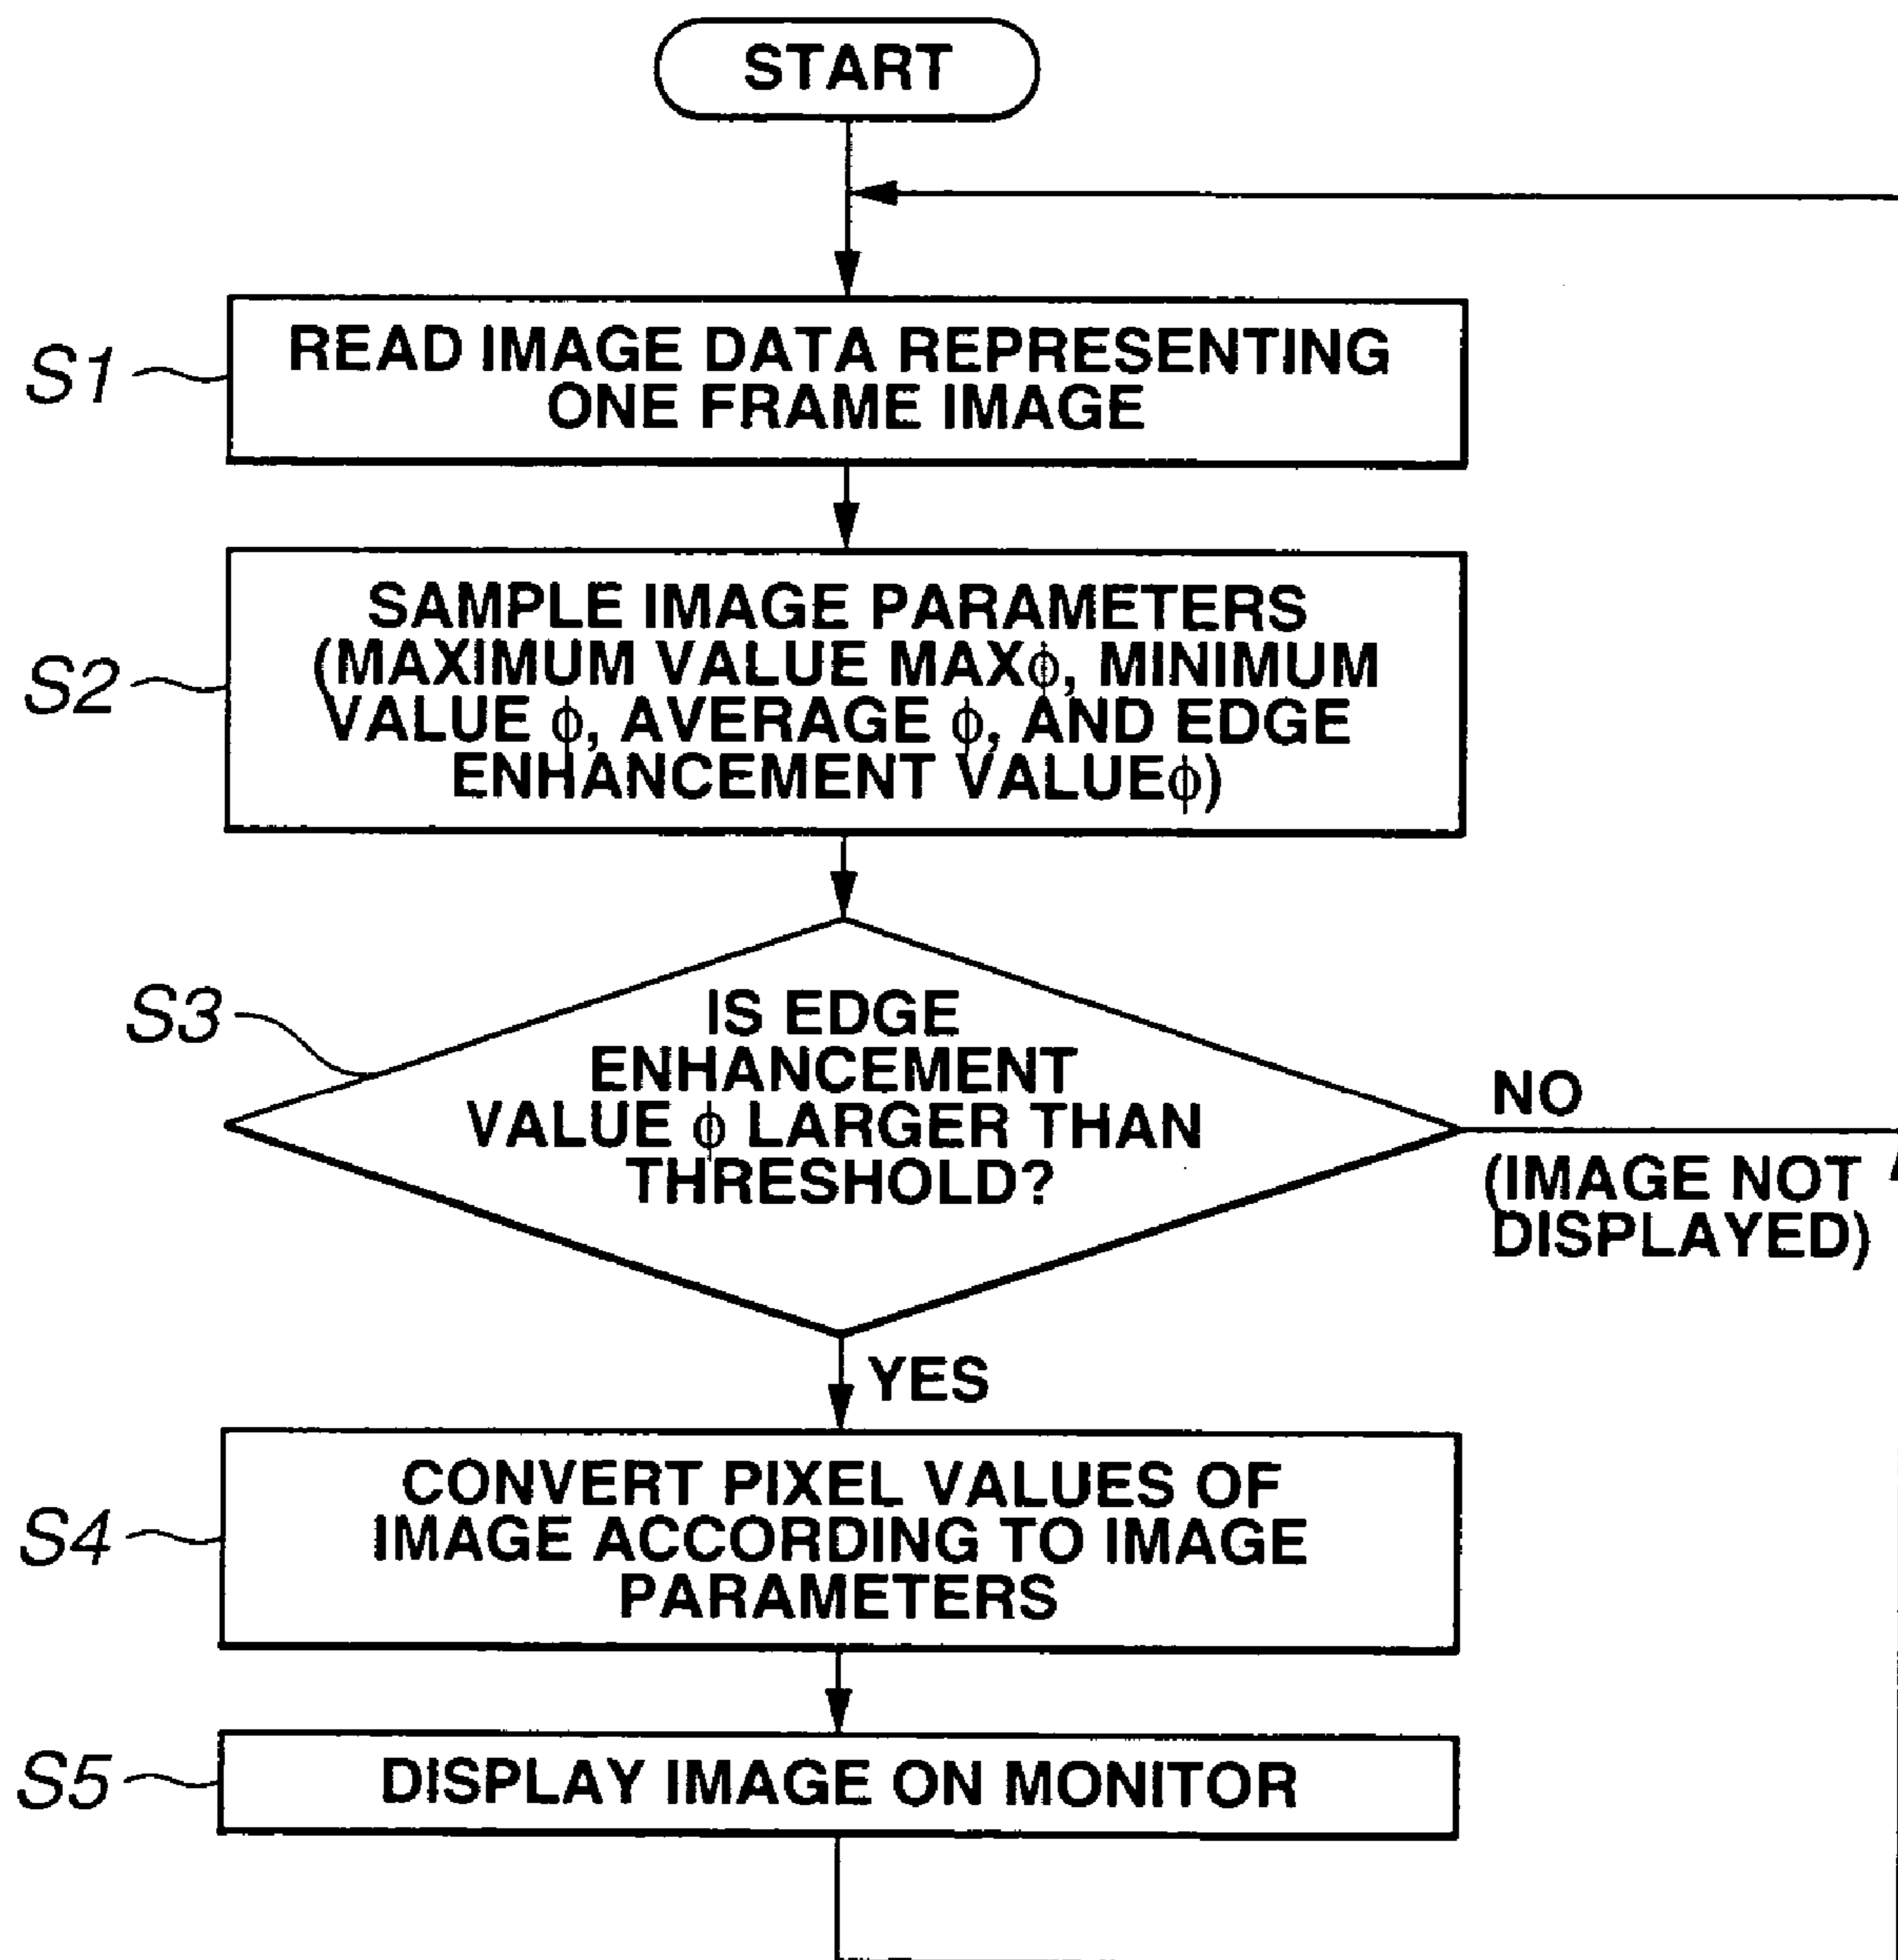 START
S1
READ IMAGE DATA REPRESENTING
ONE FRAME IMAGE
S2
SAMPLE IMAGE PARAMETERS
(MAXIMUM VALUE MAXϕ, MINIMUM
VALUE ϕ, AVERAGE ϕ, AND EDGE
ENHANCEMENT VALUEϕ)
S3
IS EDGE
ENHANCEMENT
VALUE ϕ LARGER THAN
THRESHOLD?
NO
(IMAGE NOT
DISPLAYED)
YES
S4
CONVERT PIXEL VALUES OF
IMAGE ACCORDING TO IMAGE
PARAMETERS
S5
DISPLAY IMAGE ON MONITOR